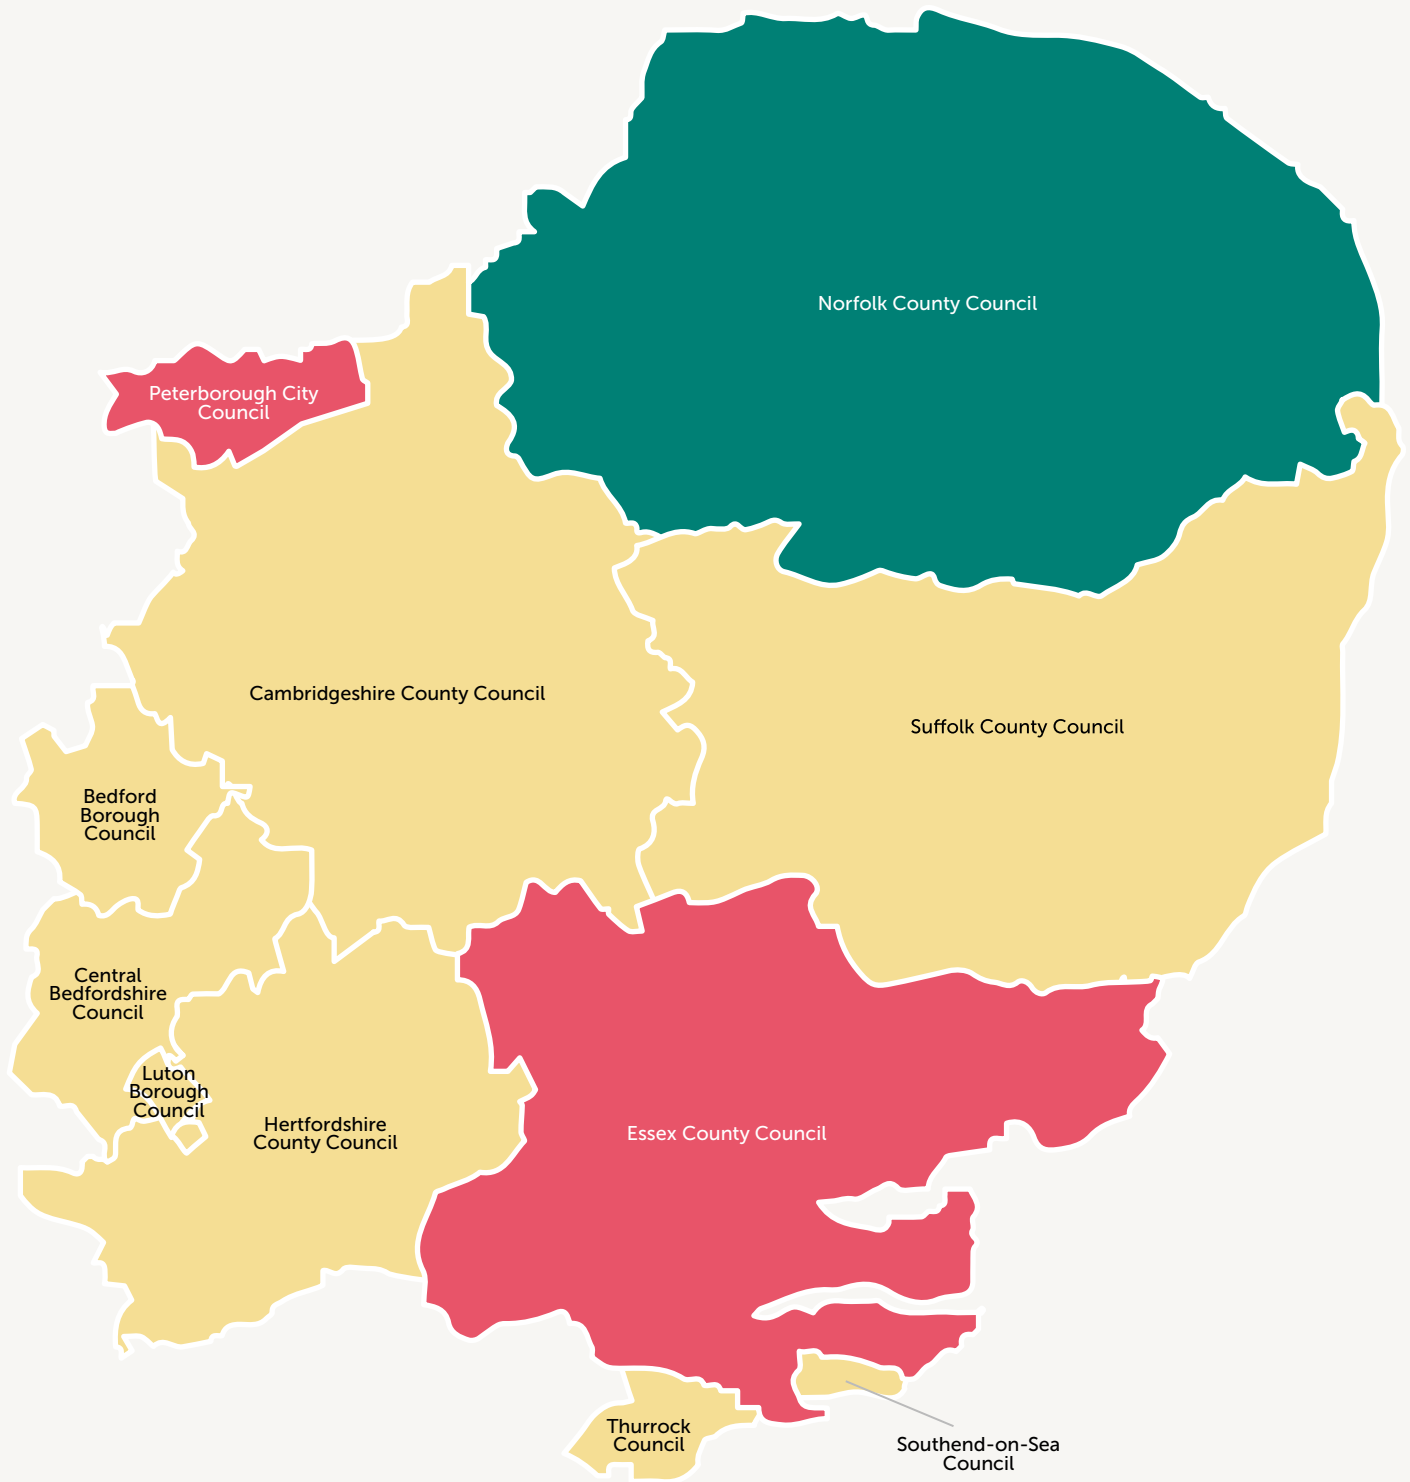 Norfolk County Council
Peterborough City
Council
Cambridgeshire County Council
Suffolk County Council
Bedford
Borough
Council
Central
Bedfordshire
Council
Luton
Borough
Council
Hertfordshire
County Council
Essex County Council
Thurrock
Council
Southend-on-Sea
Council